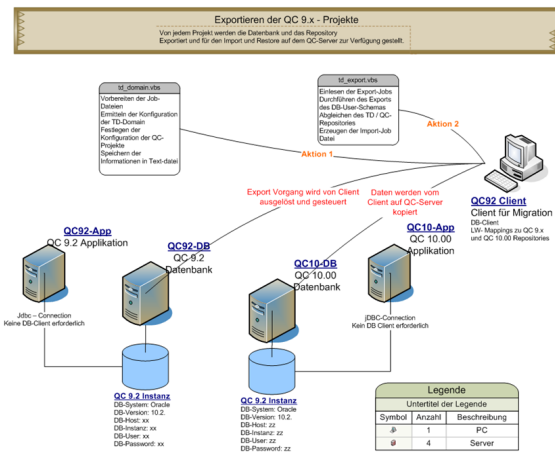 Exportieren der QC 9.x - Projekte
Von jedem Projekt werden die Datenbank und das Repository
Exportiert und für den Import und Restore auf dem QC-Server zur Verfügung gestellt.
td_domain.vbs
Vorbereiten der Job-
Dateien
Ermitteln der Konfiguration
der TD-Domain
Festlegen der
Konfiguration der QC-
Projekte
Speichern der
Informationen in Text-datei
td_export.vbs
Einlesen der Export-Jobs
Durchführen des Exports
des DB-User-Schemas
Abgleichen des TD / QC-
Repositories
Erzeugen der Import-Job
Datei
Aktion 2
Aktion 1
Export Vorgang wird von Client
ausgelöst und gesteuert
Daten werden vom
Client auf QC-Server
kopiert
QC92 Client
Client für Migration
DB-Client
LW- Mappings zu QC 9.x
und QC 10.00 Repositories
QC92-App
QC 9.2 Applikation
QC92-DB
QC 9.2
Datenbank
QC10-DB
QC 10.00
Datenbank
QC10-App
QC 10.00
Applikation
Jdbc – Connection
Keine DB-Client erforderlich
jDBC-Connection
Kein DB Client erforderlich
QC 9.2 Instanz
DB-System: Oracle
DB-Version: 10.2.
DB-Host: xx
DB-Instanz: xx
DB-User: xx
DB-Password: xx
QC 9.2 Instanz
DB-System: Oracle
DB-Version: 10.2.
DB-Host: zz
DB-Instanz: zz
DB-User: zz
DB-Password: zz
Legende
Untertitel der Legende
Symbol Anzahl Beschreibung
1 PC
4 Server